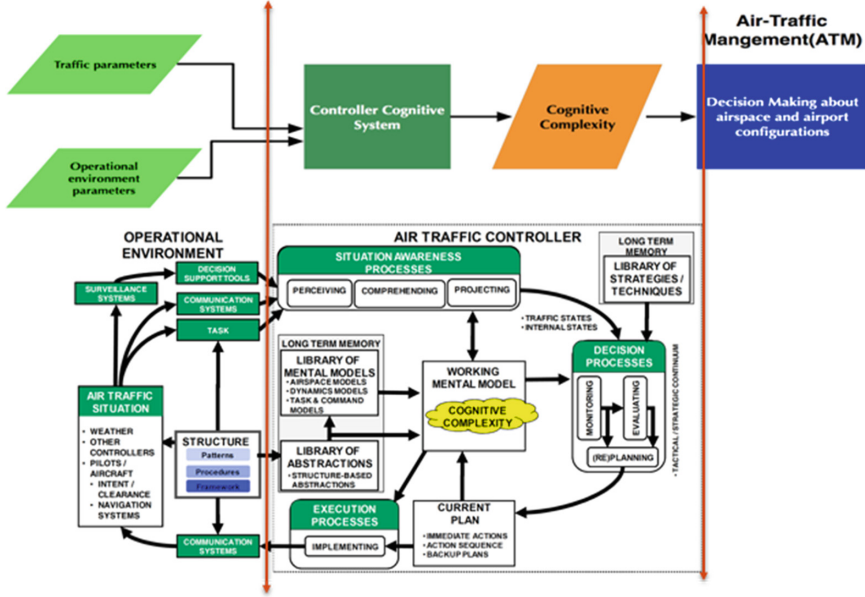 Air-Traffic
Mangement(ATM)
Traffic parameters
Operational
environment
parameters
Controller Cognitive
System
Cognitive
Complexity
Decision Making about
airspace and airport
configurations
OPERATIONAL
ENVIRONMENT
DECISION
SUPPORT TOOLS
SURVEILLANCE
SYSTEMS
COMMUNICATION
SYSTEMS
TASK
AIR TRAFFIC
SITUATION
• WEATHER
• OTHER
CONTROLLERS
• PILOTS /
AIRCRAFT
• INTENT /
CLEARANCE
• NAVIGATION
SYSTEMS
STRUCTURE
Patterns
Procedures
Framework
COMMUNICATION
SYSTEMS
AIR TRAFFIC CONTROLLER
SITUATION AWARENESS
PROCESSES
PERCEIVING
COMPREHENDING
PROJECTING
LONG TERM
MEMORY
LIBRARY OF
STRATEGIES /
TECHNIQUES
• TRAFFIC STATES
• INTERNAL STATES
LONG TERM MEMORY
LIBRARY OF
MENTAL MODELS
• AIRSPACE MODELS
• DYNAMICS MODELS
• TASK & COMMAND
MODELS
LIBRARY OF
ABSTRACTIONS
• STRUCTURE-BASED
ABSTRACTIONS
WORKING
MENTAL MODEL
COGNITIVE
COMPLEXITY
DECISION
PROCESSES
MONITORING
EVALUATING
(RE)PLANNING
• TACTICAL / STRATEGIC CONTINUUM
EXECUTION
PROCESSES
IMPLEMENTING
CURRENT
PLAN
• IMMEDIATE ACTIONS
• ACTION SEQUENCE
• BACKUP PLANS